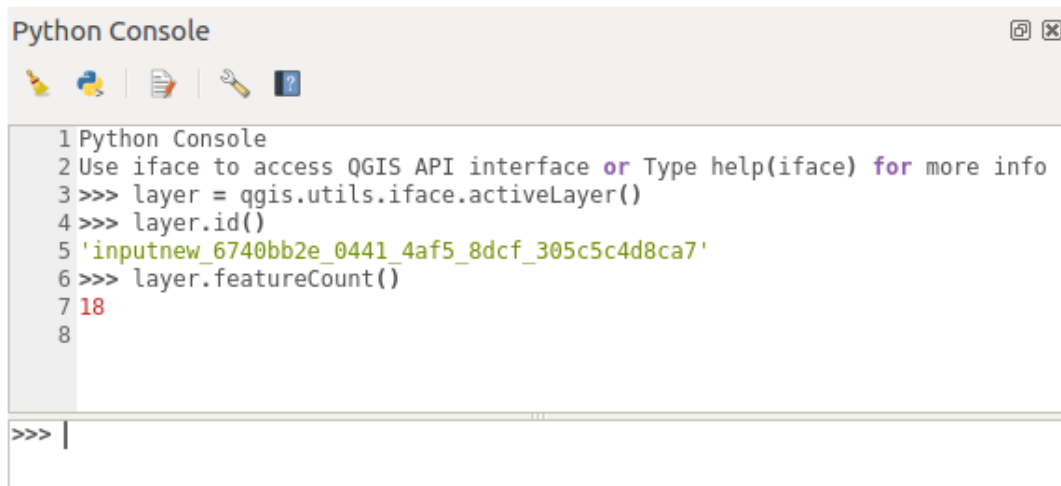 Python Console
1 Python Console
2 Use iface to access QGIS API interface or Type help(iface) for more info
3 >>> layer = qgis.utils.iface.activeLayer()
4 >>> layer.id()
5 'inputnew_6740bb2e_0441_4af5_8dcf_305c5c4d8ca7'
6 >>> layer.featureCount()
7 18
8
>>>